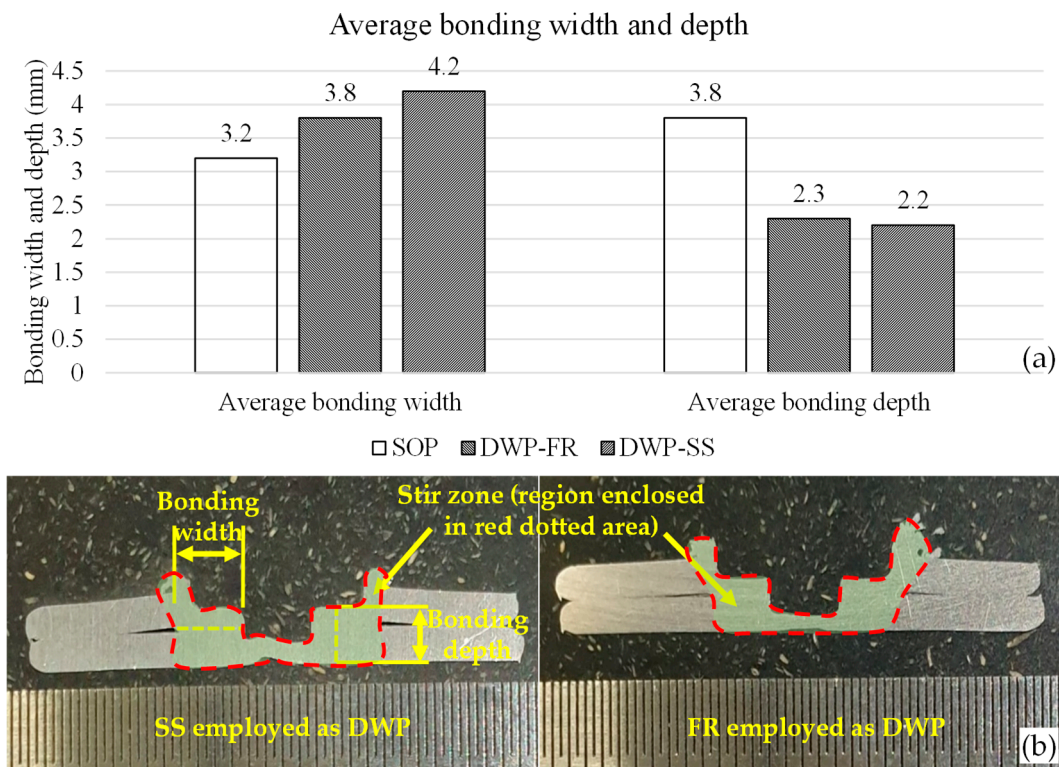 Average bonding width and depth
Bonding width and depth (mm)
4.5
4
3.5
3
2.5
2
1.5
1
0.5
0
3.2
3.8
4.2
3.8
2.3
2.2
(a)
Average bonding width
Average bonding depth
SOP
DWP-FR
DWP-SS
Bonding
width
Stir zone (region enclosed
in red dotted area)
Bonding
depth
SS employed as DWP
FR employed as DWP
(b)